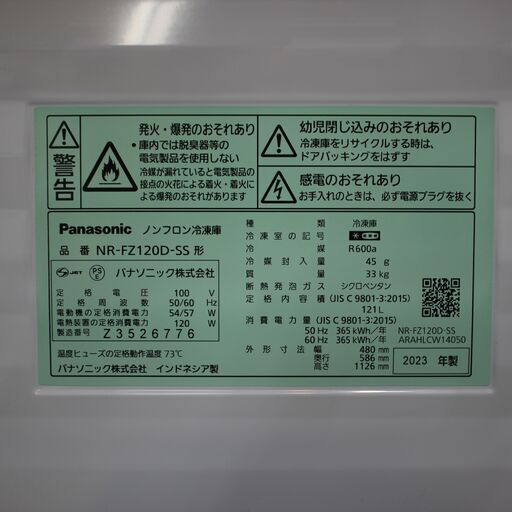 警告
発火・爆発のおそれあり
●庫内では脱臭器等の
電気製品を使用しない
冷媒が漏れていると電気製品の
接点の火花による着火・着火に
よる爆発のおそれあり
幼児閉じ込みのおそれあり
冷凍庫をリサイクルする時は、
ドアパッキングをはずす
感電のおそれあり
お手入れのときは、必ず電源プラグを抜く
Panasonic ノンフロン冷凍庫
品番 NR-FZ120D-SS 形
JET PSE パナソニック株式会社
定格電圧 100 V
定格周波数 50/60 Hz
電動機の定格消費電力 54/57 W
電熱装置の定格消費電力 120 W
製造番号 Z3526776
温度ヒューズの定格動作温度 73℃
パナソニック株式会社 インドネシア製
種類 冷凍庫
冷凍室の記号
冷媒 R600a
冷媒封入量 45 g
質量 33 kg
断熱発泡ガス シクロペンタン
定格内容積 (JIS C 9801-3:2015)
121L
消費電力量 (JIS C 9801-3:2015)
50 Hz 365 kWh/年
60 Hz 365 kWh/年
外形寸法 幅 480 mm
奥行 586 mm
高さ 1126 mm
NR-FZ120D-SS
ARAHLCW14050
2023 年製